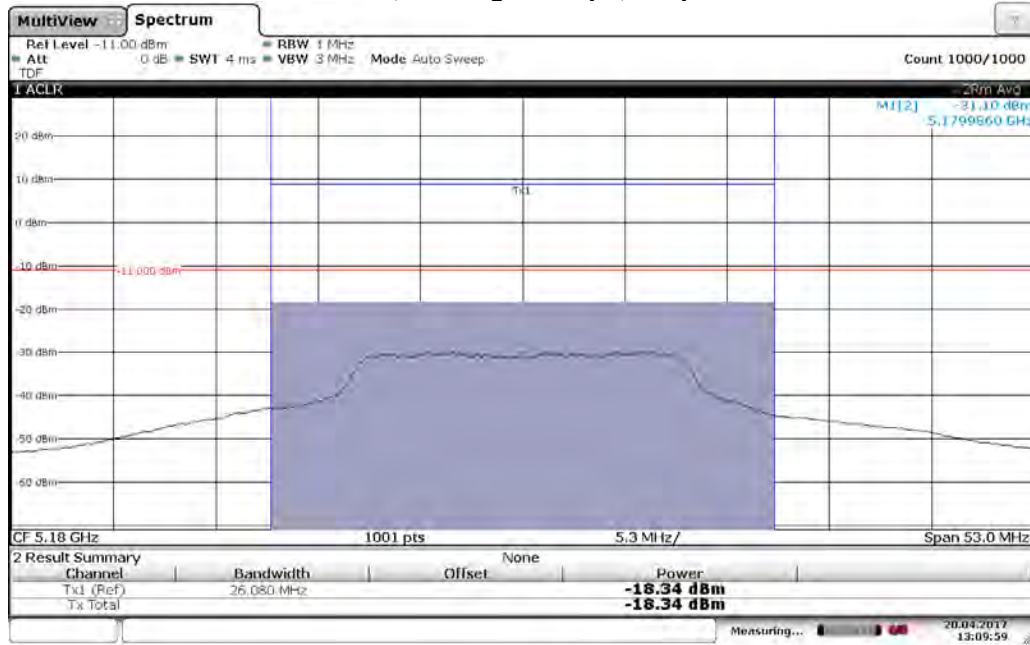 MultiView Spectrum
Ref Level -11.00 dBm RBW 1 MHz
Att 0 dB SWT 4 ms VBW 3 MHz Mode Auto Sweep Count 1000/1000
TDF
1 ACLR 2Rm Avg
M1[2] -31.10 dBm
5.1799860 GHz
20 dBm
10 dBm
Tx1
0 dBm
-10 dBm
-11.000 dBm
-20 dBm
-30 dBm
-40 dBm
-50 dBm
-60 dBm
CF 5.18 GHz 1001 pts 5.3 MHz/ Span 53.0 MHz
2 Result Summary None
Channel Bandwidth Offset Power
Tx1 (Ref) 26.080 MHz -18.34 dBm
Tx Total -18.34 dBm
Measuring... 20.04.2017
13:09:59